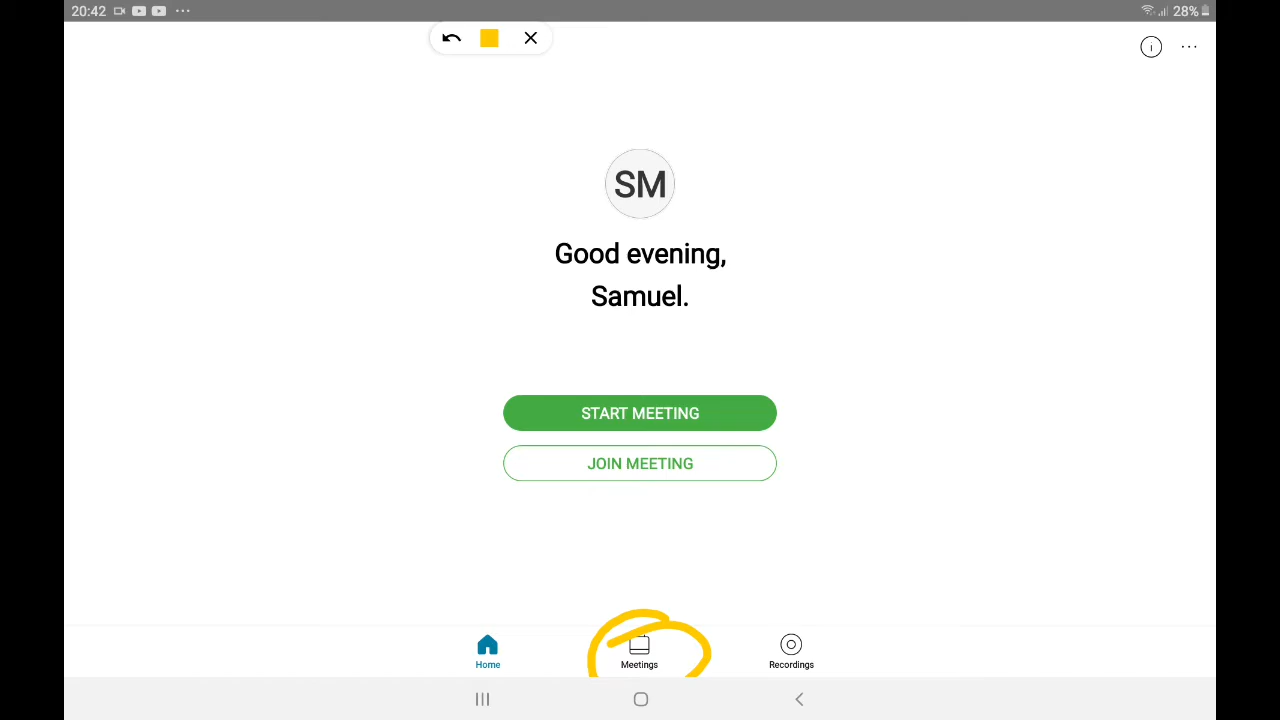 20:42
28%
SM
Good evening,
Samuel.
START MEETING
JOIN MEETING
Home
Meetings
Recordings